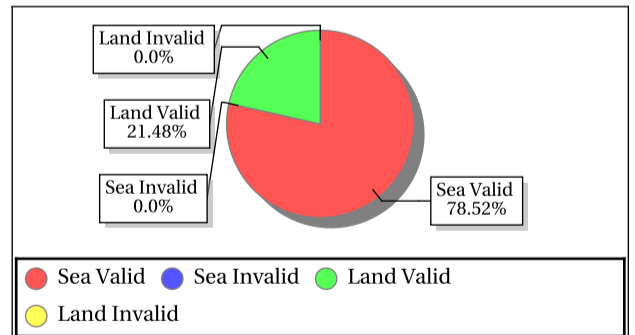 Land Invalid
0.0%
Land Valid
21.48%
Sea Invalid
0.0%
Sea Valid
78.52%
Sea Valid Sea Invalid Land Valid
Land Invalid